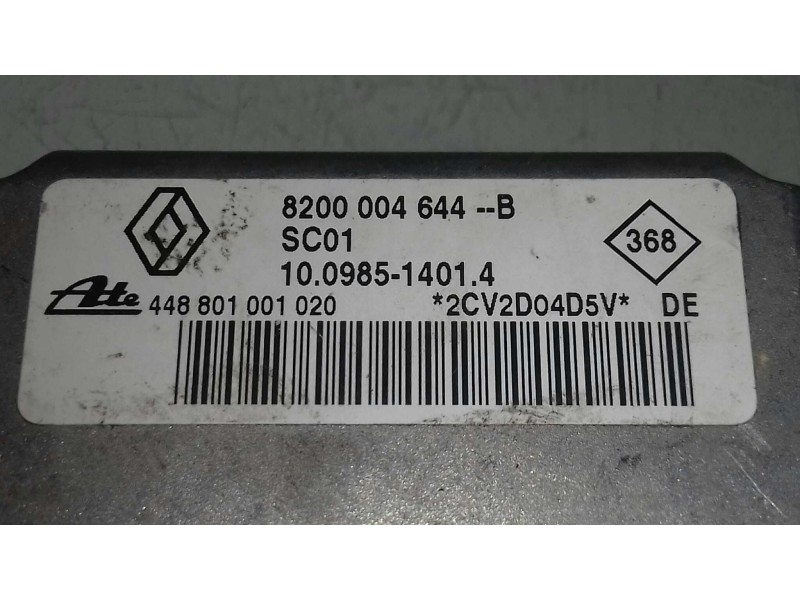 8200 004 644 --B
SC01
368
10.0985-1401.4
Ate
448 801 001 020 *2CV2D04D5V* DE